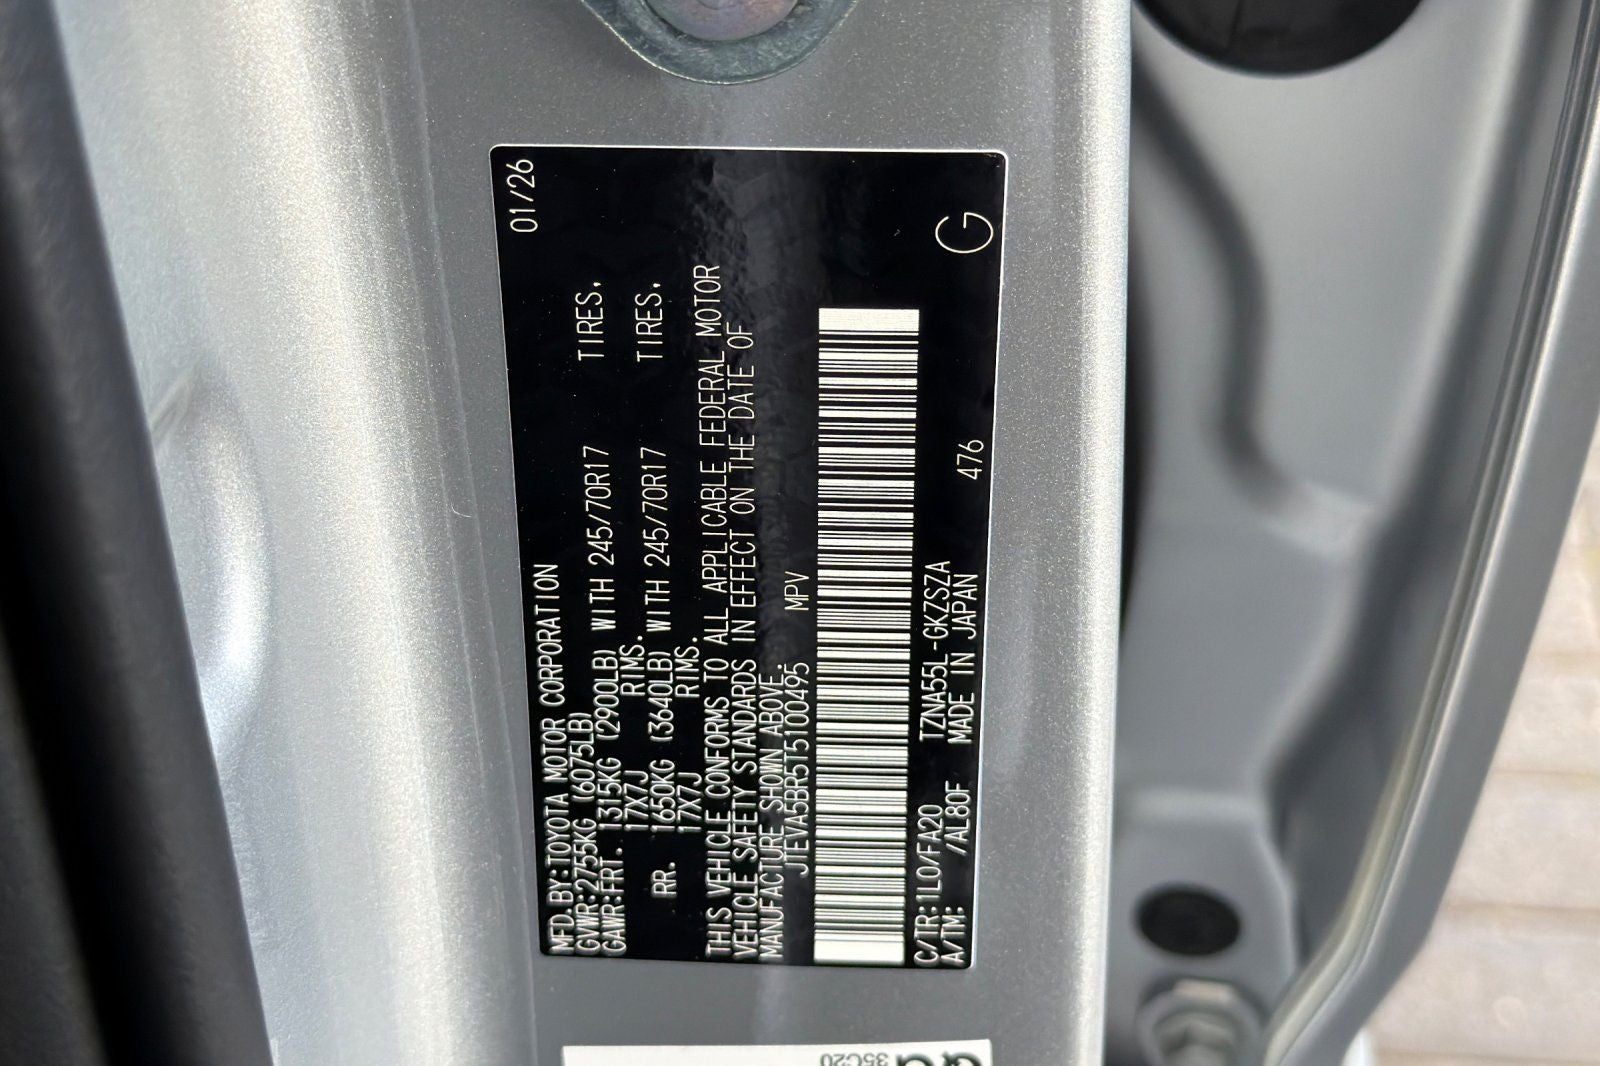 01/26
MFD.BY:TOYOTA MOTOR CORPORATION
GVWR:2755KG (6075LB)
GAWR:FRT. 1315KG (2900LB) WITH 245/70R17 TIRES.
17X7J RIMS.
RR. 1650KG (3640LB) WITH 245/70R17 TIRES.
17X7J RIMS.
THIS VEHICLE CONFORMS TO ALL APPLICABLE FEDERAL MOTOR
VEHICLE SAFETY STANDARDS IN EFFECT ON THE DATE OF
MANUFACTURE SHOWN ABOVE.
JTEVA5BR5T5100495 MPV
C/TR:1L0/FA20 TZNA55L-GKZSZA
A/TM: /AL80F MADE IN JAPAN 476 G
35C20